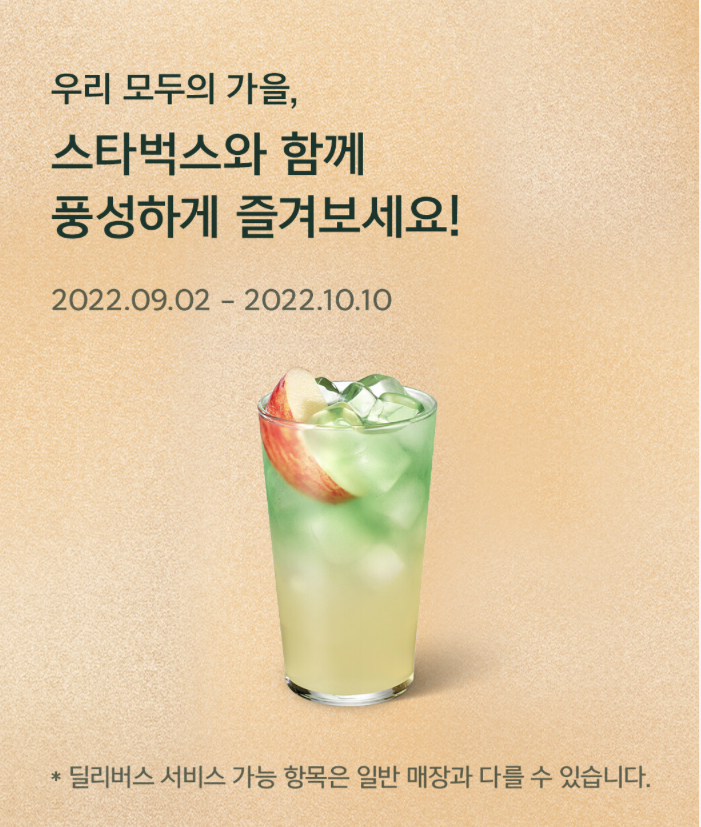 우리 모두의 가을,
스타벅스와 함께
풍성하게 즐겨보세요!
2022.09.02 - 2022.10.10
* 딜리버스 서비스 가능 항목은 일반 매장과 다를 수 있습니다.